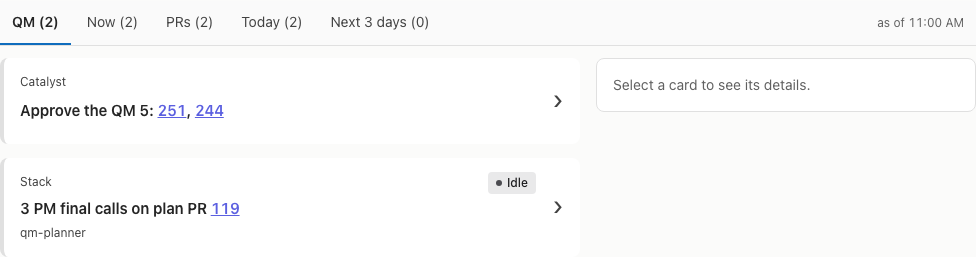 QM (2) Now (2) PRs (2) Today (2) Next 3 days (0) as of 11:00 AM
Catalyst
Approve the QM 5: 251, 244
Select a card to see its details.
Stack
Idle
3 PM final calls on plan PR 119
qm-planner